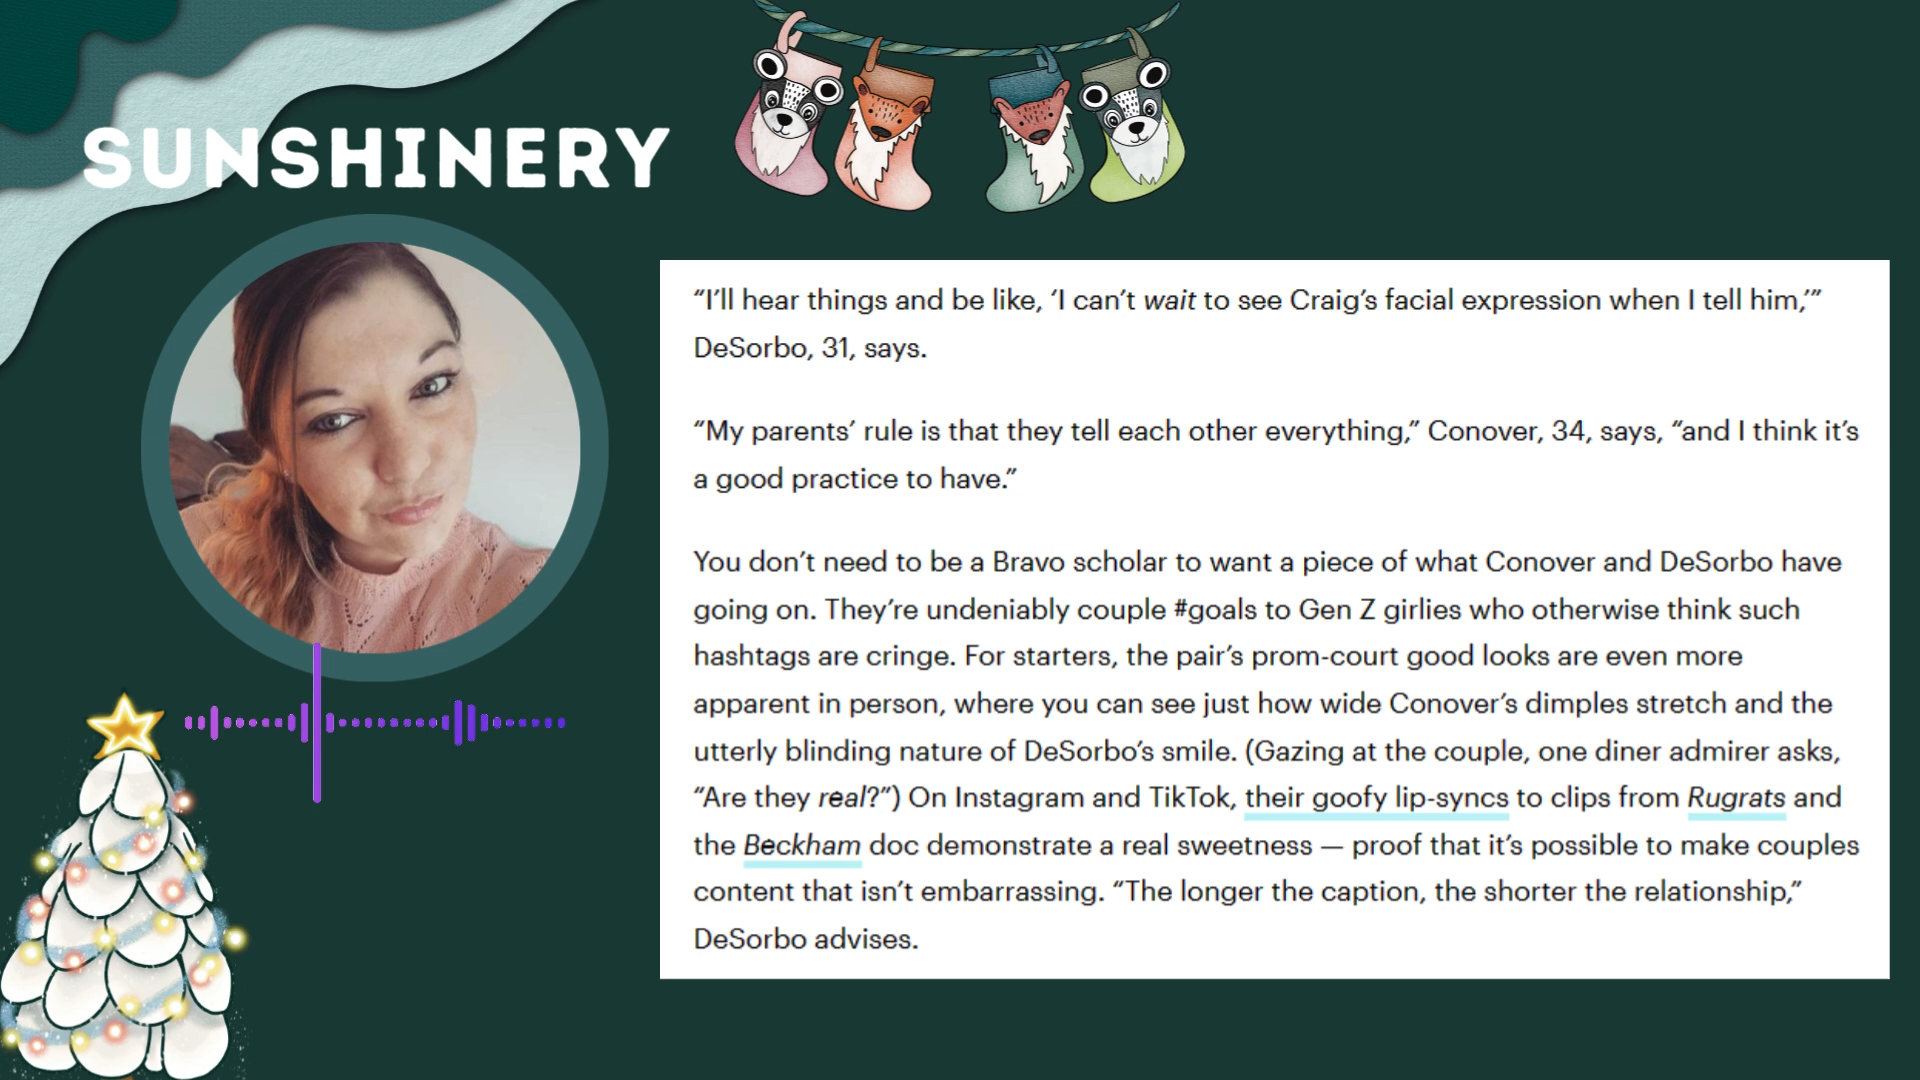 SUNSHINERY
“I’ll hear things and be like, ‘I can’t wait to see Craig’s facial expression when I tell him,’”
DeSorbo, 31, says.
“My parents’ rule is that they tell each other everything,” Conover, 34, says, “and I think it’s
a good practice to have.”
You don’t need to be a Bravo scholar to want a piece of what Conover and DeSorbo have
going on. They’re undeniably couple #goals to Gen Z girlies who otherwise think such
hashtags are cringe. For starters, the pair’s prom-court good looks are even more
apparent in person, where you can see just how wide Conover’s dimples stretch and the
utterly blinding nature of DeSorbo’s smile. (Gazing at the couple, one diner admirer asks,
“Are they real?”) On Instagram and TikTok, their goofy lip-syncs to clips from Rugrats and
the Beckham doc demonstrate a real sweetness — proof that it’s possible to make couples
content that isn’t embarrassing. “The longer the caption, the shorter the relationship,”
DeSorbo advises.